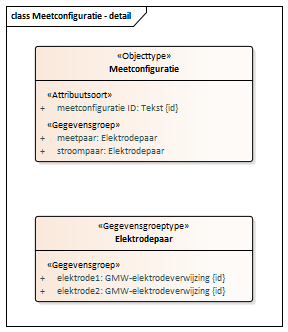 class Meetconfiguratie - detail
«Objecttype»
Meetconfiguratie
«Attribuutsoort»
+ meetconfiguratie ID: Tekst {id}
«Gegevensgroep»
+ meetpaar: Elektrodepaar
+ stroompaar: Elektrodepaar
«Gegevensgroeptype»
Elektrodepaar
«Gegevensgroep»
+ elektrode1: GMW-elektrodeverwijzing {id}
+ elektrode2: GMW-elektrodeverwijzing {id}